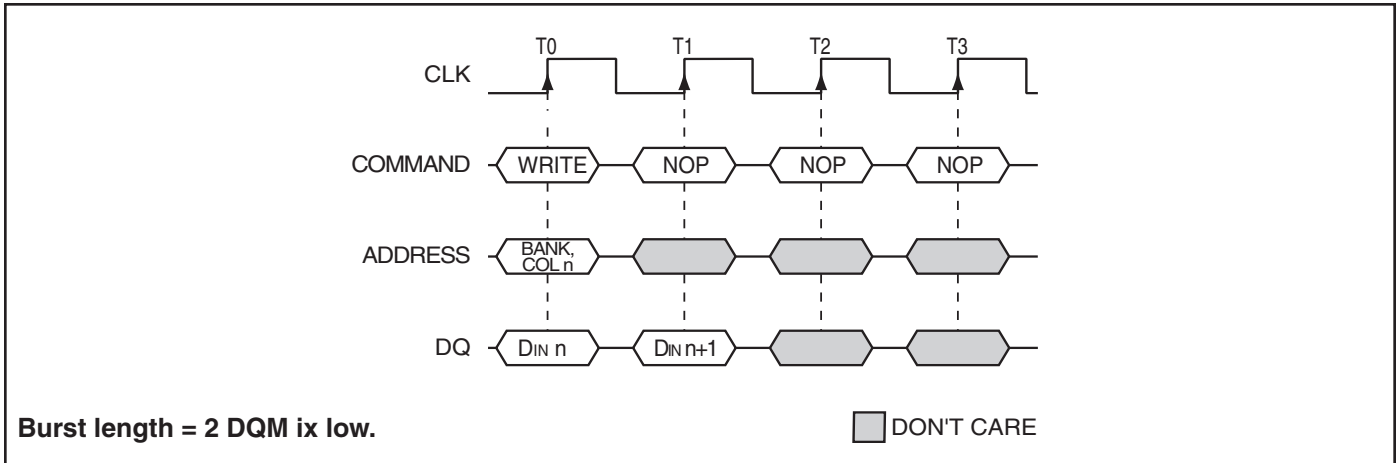 T0 T1 T2 T3
CLK
COMMAND WRITE NOP NOP NOP
ADDRESS BANK,
COL n
DQ DIN n DIN n+1
Burst length = 2 DQM ix low. DON'T CARE